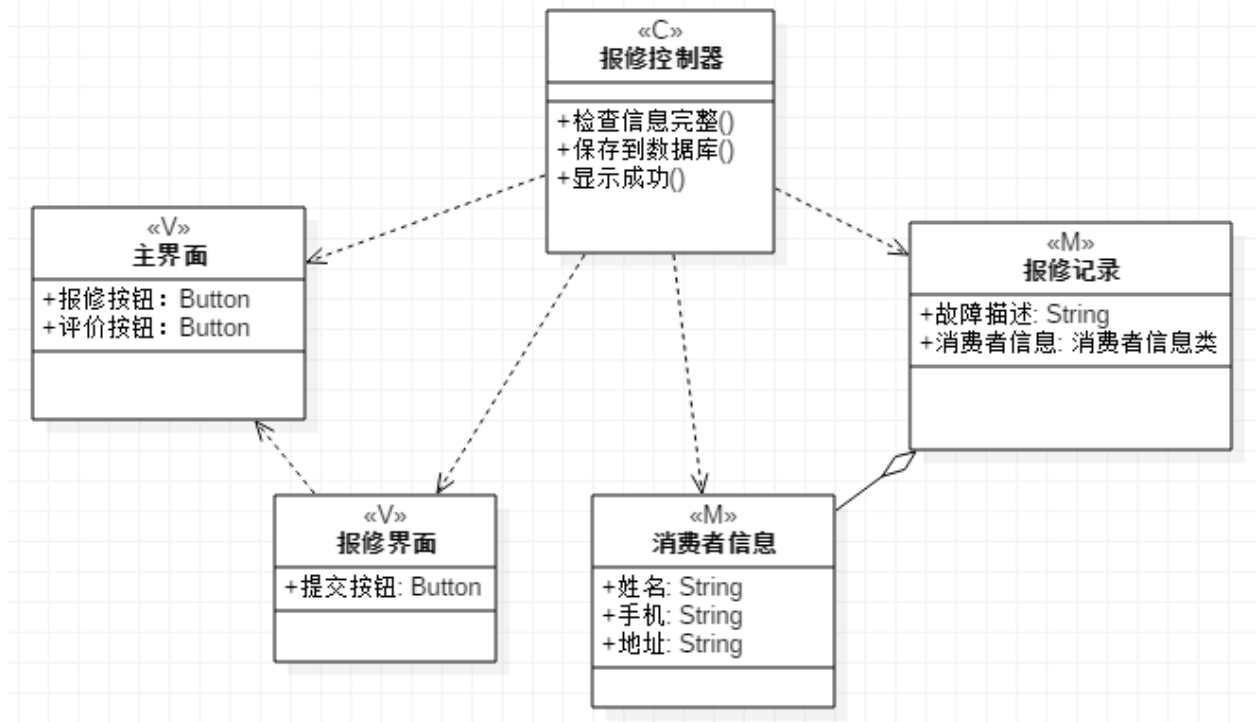 «C»
报修控制器
+检查信息完整()
+保存到数据库()
+显示成功()
«V»
主界面
+报修按钮：Button
+评价按钮：Button
«M»
报修记录
+故障描述: String
+消费者信息: 消费者信息类
«V»
报修界面
+提交按钮: Button
«M»
消费者信息
+姓名: String
+手机: String
+地址: String